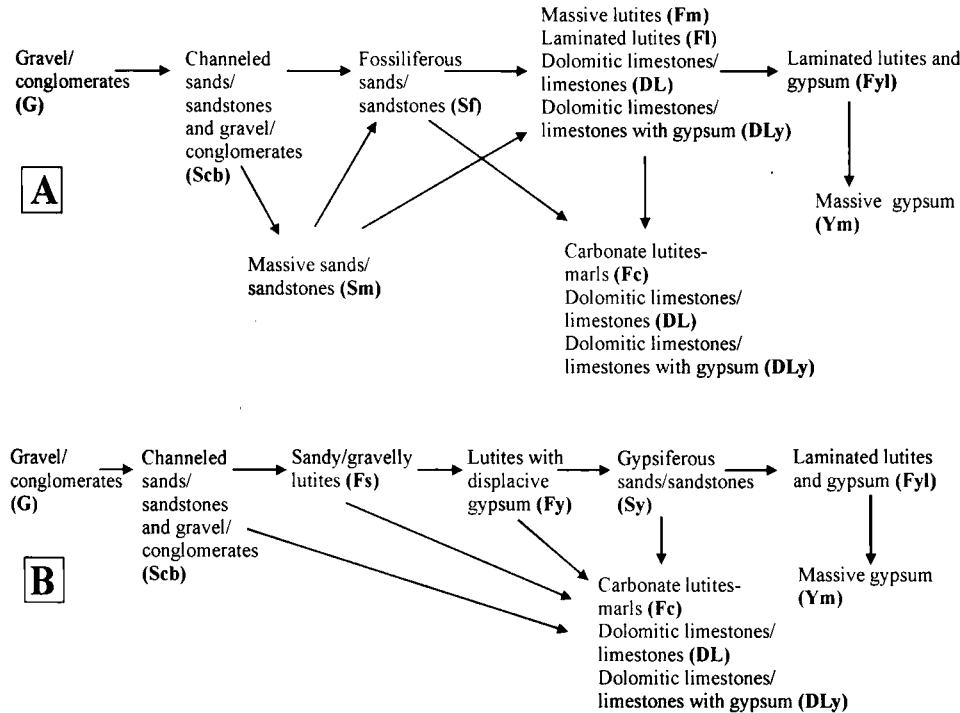 Gravel/
conglomerates
(G)
Channeled
sands/
sandstones
and gravel/
conglomerates
(Scb)
Massive sands/
sandstones (Sm)
Fossiliferous
sands/
sandstones (Sf)
Massive lutites (Fm)
Laminated lutites (Fl)
Dolomitic limestones/
limestones (DL)
Dolomitic limestones/
limestones with gypsum (DLy)
Laminated lutites and
gypsum (Fyl)
Massive gypsum
(Ym)
Carbonate lutites-
marls (Fc)
Dolomitic limestones/
limestones (DL)
Dolomitic limestones/
limestones with gypsum (DLy)
A
Gravel/
conglomerates
(G)
Channeled
sands/
sandstones
and gravel/
conglomerates
(Scb)
Sandy/gravelly
lutites (Fs)
Lutites with
displacive
gypsum (Fy)
Gypsiferous
sands/sandstones
(Sy)
Laminated lutites
and gypsum (Fyl)
Massive gypsum
(Ym)
Carbonate lutites-
marls (Fc)
Dolomitic limestones/
limestones (DL)
Dolomitic limestones/
limestones with gypsum (DLy)
B